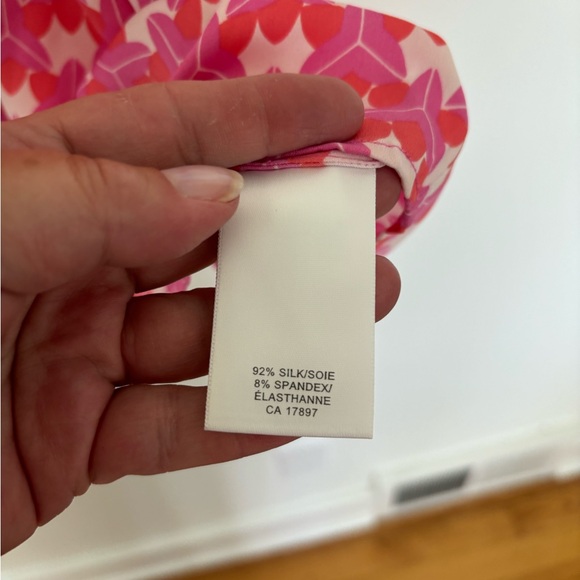 92% SILK/SOIE
8% SPANDEX/
ÉLASTHANNE
CA 17897